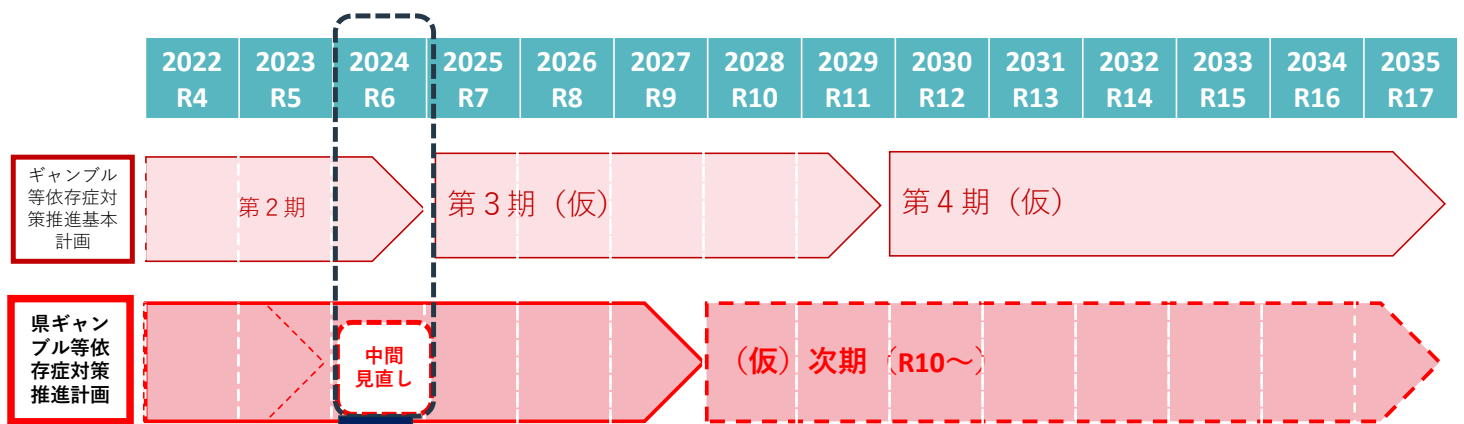 2022 2023 2024 2025 2026 2027 2028 2029 2030 2031 2032 2033 2034 2035
R4 R5 R6 R7 R8 R9 R10 R11 R12 R13 R14 R15 R16 R17
ギャンブル
等依存症対
策推進基本
計画
第２期
第３期（仮）
第４期（仮）
県ギャン
ブル等依
存症対策
推進計画
中間
見直し
（仮）次期（R10～）